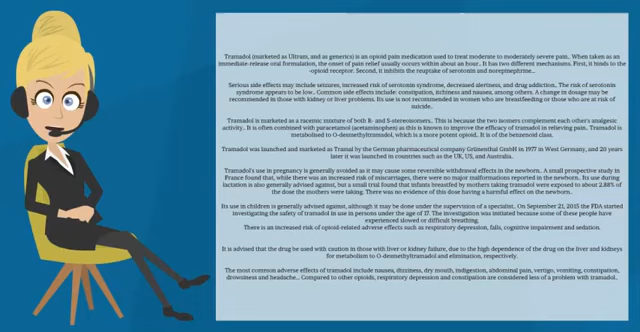 Tramadol (marketed as Ultram, and as generics) is an opioid pain medication used to treat moderate to moderately severe pain.. When taken as an
immediate-release oral formulation, the onset of pain relief usually occurs within about an hour.. It has two different mechanisms. First, it binds to the
-opioid receptor. Second, it inhibits the reuptake of serotonin and norepinephrine..
Serious side effects may include seizures, increased risk of serotonin syndrome, decreased alertness, and drug addiction.. The risk of serotonin
syndrome appears to be low.. Common side effects include: constipation, itchiness and nausea, among others. A change in dosage may be
recommended in those with kidney or liver problems. Its use is not recommended in women who are breastfeeding or those who are at risk of
suicide.
Tramadol is marketed as a racemic mixture of both R- and S-stereoisomers.. This is because the two isomers complement each other's analgesic
activity.. It is often combined with paracetamol (acetaminophen) as this is known to improve the efficacy of tramadol in relieving pain. Tramadol is
metabolised to O-desmethyltramadol, which is a more potent opioid. It is of the benzenoid class.
Tramadol was launched and marketed as Tramal by the German pharmaceutical company Grünenthal GmbH in 1977 in West Germany, and 20 years
later it was launched in countries such as the UK, US, and Australia.
Tramadol's use in pregnancy is generally avoided as it may cause some reversible withdrawal effects in the newborn.. A small prospective study in
France found that, while there was an increased risk of miscarriages, there were no major malformations reported in the newborn.. Its use during
lactation is also generally advised against, but a small trial found that infants breastfed by mothers taking tramadol were exposed to about 2.88% of
the dose the mothers were taking. There was no evidence of this dose having a harmful effect on the newborn..
Its use in children is generally advised against, although it may be done under the supervision of a specialist.. On September 21, 2015 the FDA started
investigating the safety of tramadol in use in persons under the age of 17. The investigation was initiated because some of these people have
experienced slowed or difficult breathing.
There is an increased risk of opioid-related adverse effects such as respiratory depression, falls, cognitive impairment and sedation.
It is advised that the drug be used with caution in those with liver or kidney failure, due to the high dependence of the drug on the liver and kidneys
for metabolism to O-desmethyltramadol and elimination, respectively.
The most common adverse effects of tramadol include nausea, dizziness, dry mouth, indigestion, abdominal pain, vertigo, vomiting, constipation,
drowsiness and headache... Compared to other opioids, respiratory depression and constipation are considered less of a problem with tramadol..